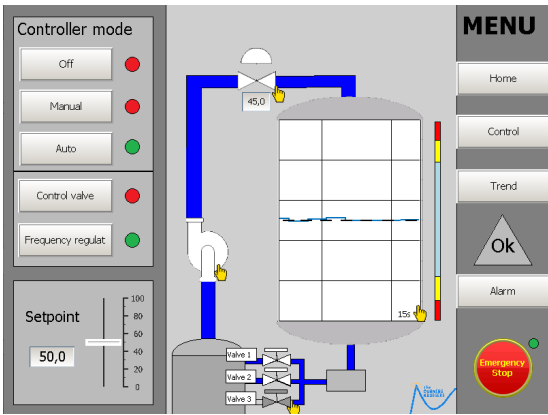 Controller mode
Off
Manual
Auto
Control valve
Frequency regulat
Setpoint
50,0
100
80
60
40
20
0
45,0
15s
Valve 1
Valve 2
Valve 3
MENU
Home
Control
Trend
Ok
Alarm
Emergency
Stop